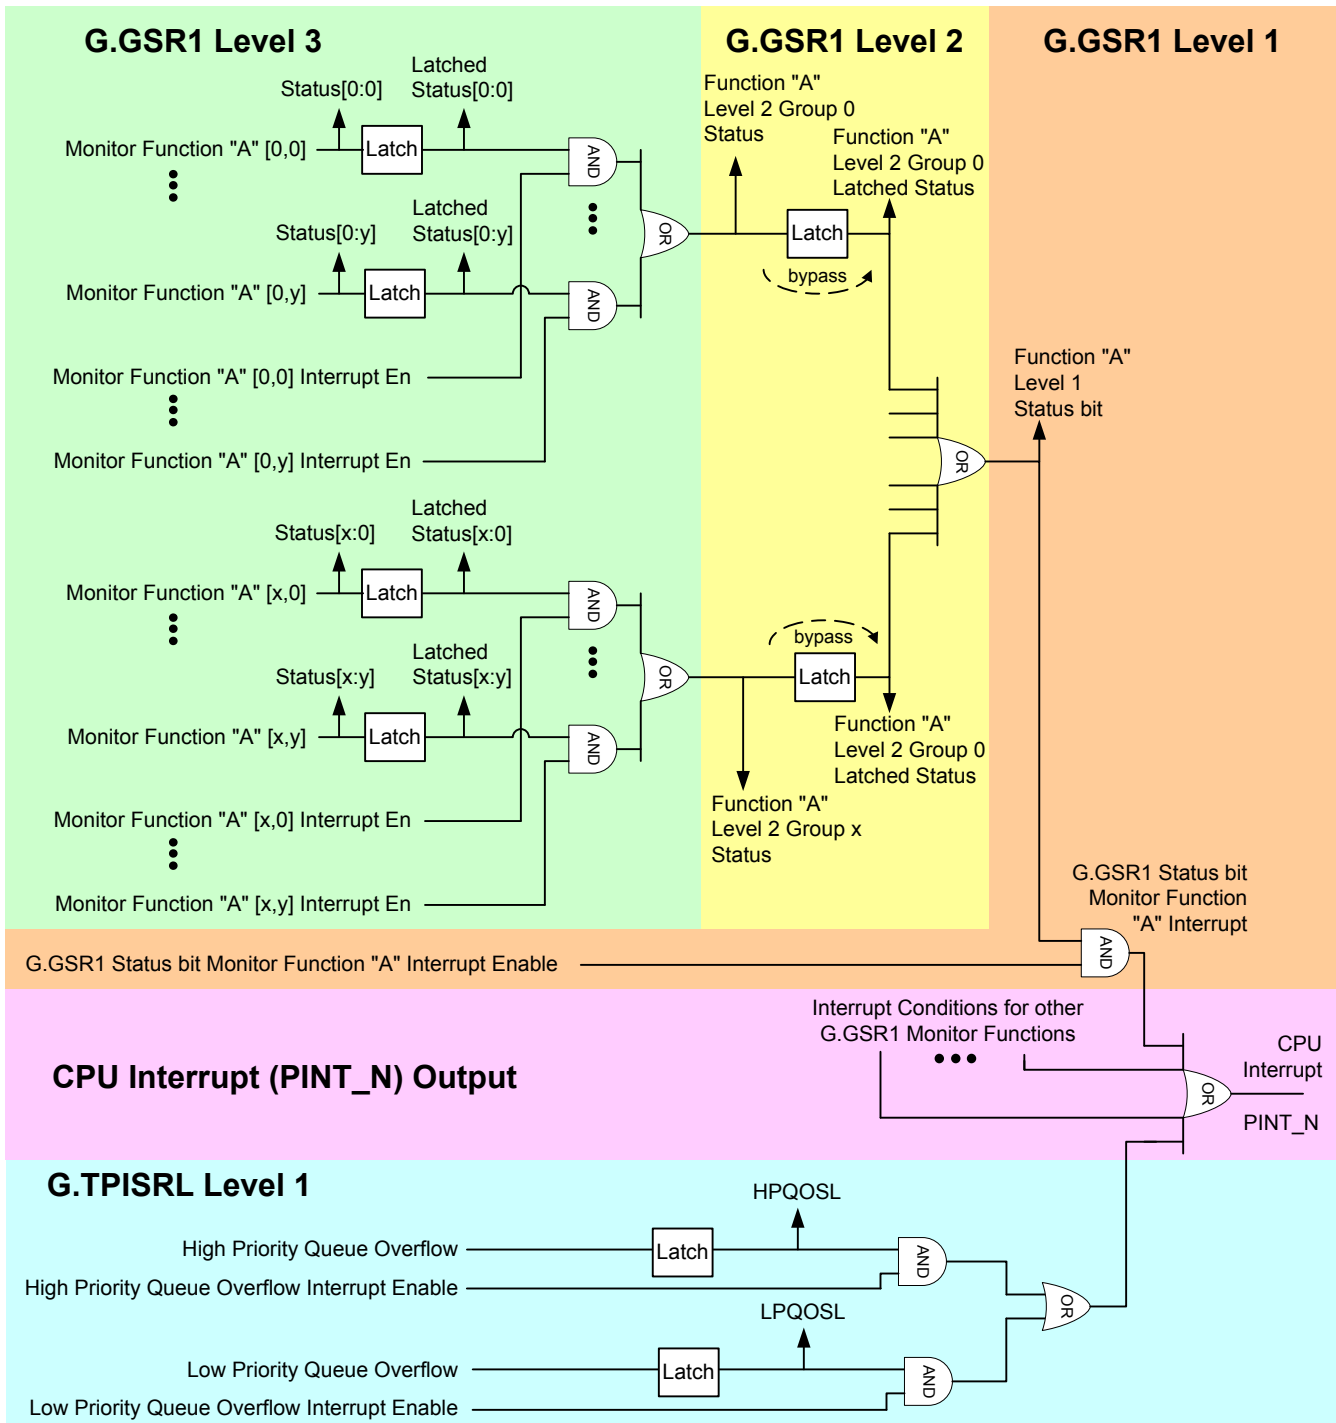 G.GSR1 Level 3
G.GSR1 Level 2
G.GSR1 Level 1
Status[0:0]
Latched
Status[0:0]
Monitor Function "A" [0,0]
Latch
AND
Status[0:y]
Latched
Status[0:y]
Monitor Function "A" [0,y]
Latch
AND
OR
Monitor Function "A" [0,0] Interrupt En
Monitor Function "A" [0,y] Interrupt En
Status[x:0]
Latched
Status[x:0]
Monitor Function "A" [x,0]
Latch
AND
Status[x:y]
Latched
Status[x:y]
Monitor Function "A" [x,y]
Latch
AND
OR
Monitor Function "A" [x,0] Interrupt En
Monitor Function "A" [x,y] Interrupt En
Function "A"
Level 2 Group 0
Status
Function "A"
Level 2 Group 0
Latched Status
Latch
bypass
OR
bypass
Latch
Function "A"
Level 2 Group 0
Latched Status
Function "A"
Level 2 Group x
Status
Function "A"
Level 1
Status bit
G.GSR1 Status bit
Monitor Function
"A" Interrupt
AND
G.GSR1 Status bit Monitor Function "A" Interrupt Enable
Interrupt Conditions for other
G.GSR1 Monitor Functions
CPU Interrupt (PINT_N) Output
OR
CPU
Interrupt
PINT_N
G.TPISRL Level 1
HPQOSL
High Priority Queue Overflow
Latch
AND
High Priority Queue Overflow Interrupt Enable
OR
LPQOSL
Low Priority Queue Overflow
Latch
AND
Low Priority Queue Overflow Interrupt Enable